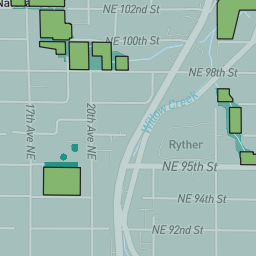 NE 102nd St
NE 100th St
NE 98th St
Willow Creek
17th Ave NE
20th Ave NE
Ryther
NE 95th St
NE 94th St
NE 92nd St